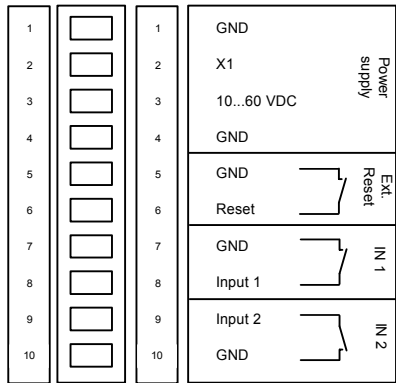 1 1 GND
2 2 X1
3 3 10...60 VDC
4 4 GND
Power
supply
5 5 GND
6 6 Reset
Ext.
Reset
7 7 GND
8 8 Input 1
IN 1
9 9 Input 2
10 10 GND
IN 2